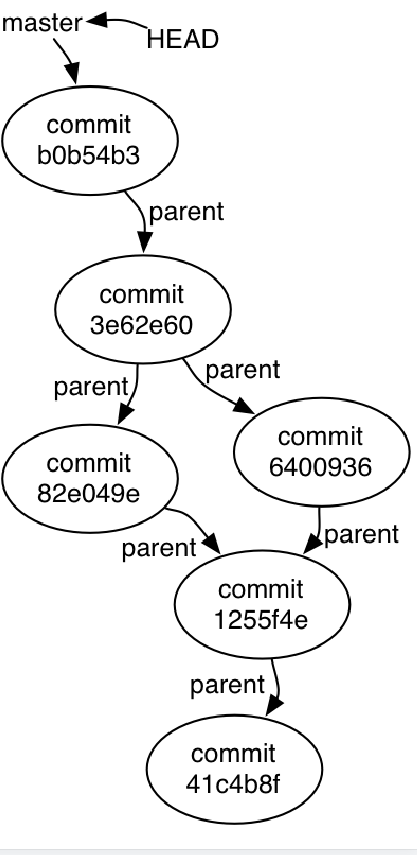 master
HEAD
commit
b0b54b3
parent
commit
3e62e60
parent
parent
commit
6400936
commit
82e049e
parent
parent
commit
1255f4e
parent
commit
41c4b8f